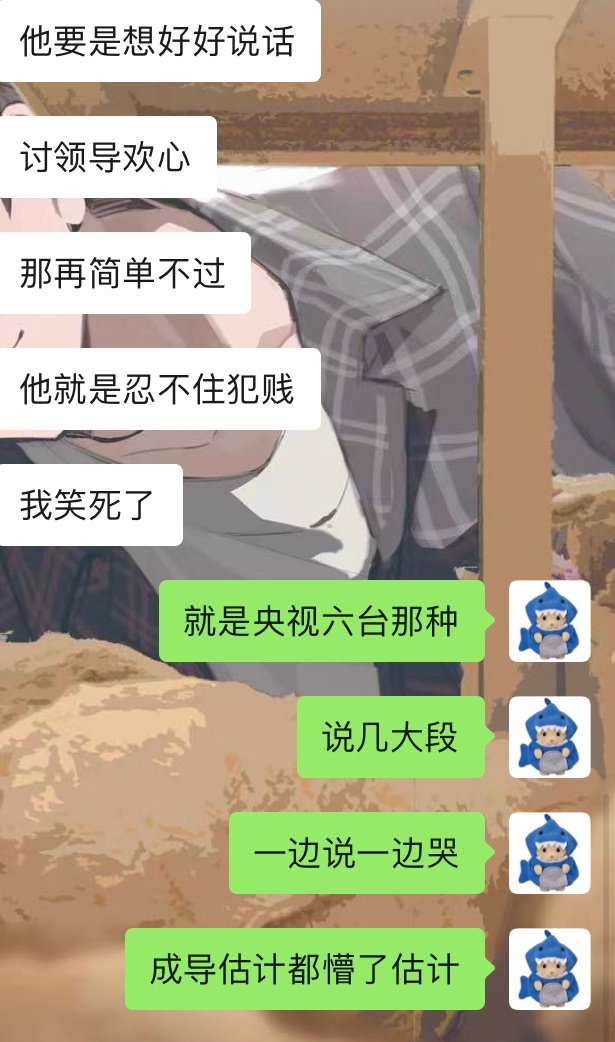 他要是想好好说话
讨领导欢心
那再简单不过
他就是忍不住犯贱
我笑死了
就是央视六台那种
说几大段
一边说一边哭
成导估计都懵了估计